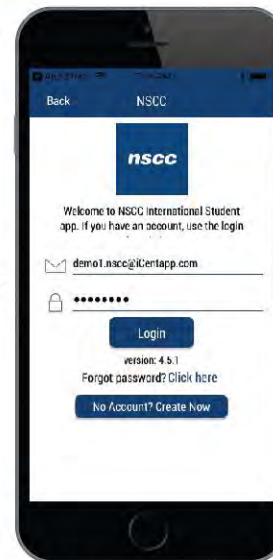 Back NSCC
nscc
Welcome to NSCC International Student
app. If you have an account, use the login
demo1.nscc@iCentapp.com
••••••••
Login
version: 4.5.1
Forgot password? Click here
No Account? Create Now